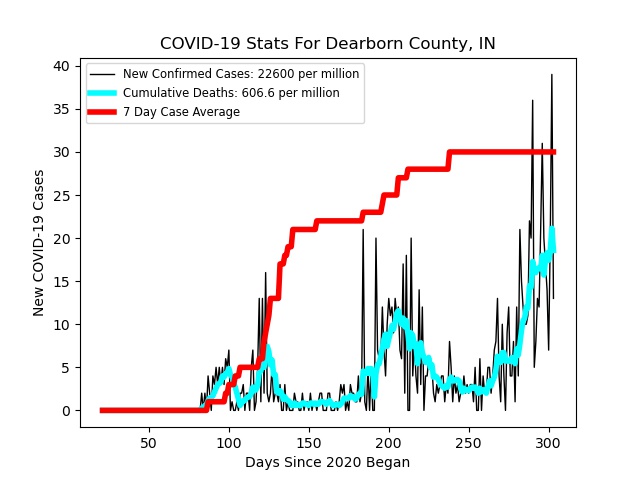 COVID-19 Stats For Dearborn County, IN
New Confirmed Cases: 22600 per million
Cumulative Deaths: 606.6 per million
7 Day Case Average
40
35
30
25
20
15
10
5
0
New COVID-19 Cases
50 100 150 200 250 300
Days Since 2020 Began